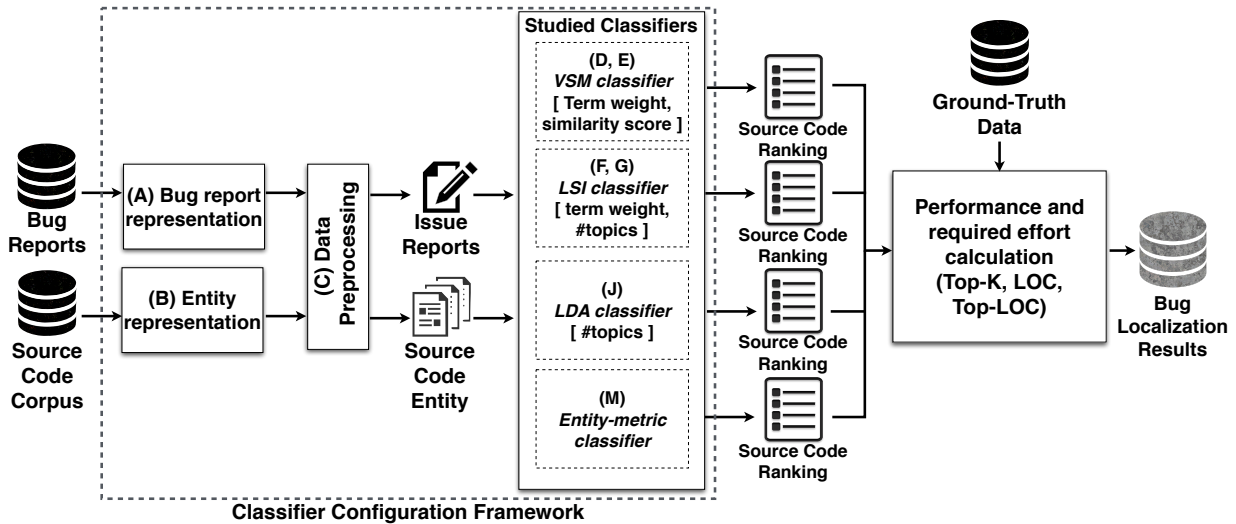 Bug
Reports
Source
Code
Corpus
(A) Bug report
representation
(B) Entity
representation
(C) Data
Preprocessing
Issue
Reports
Source
Code
Entity
Studied Classifiers
(D, E)
VSM classifier
[ Term weight,
similarity score ]
(F, G)
LSI classifier
[ term weight,
#topics ]
(J)
LDA classifier
[ #topics ]
(M)
Entity-metric
classifier
Source Code
Ranking
Source Code
Ranking
Source Code
Ranking
Source Code
Ranking
Ground-Truth
Data
Performance and
required effort
calculation
(Top-K, LOC,
Top-LOC)
Bug
Localization
Results
Classifier Configuration Framework